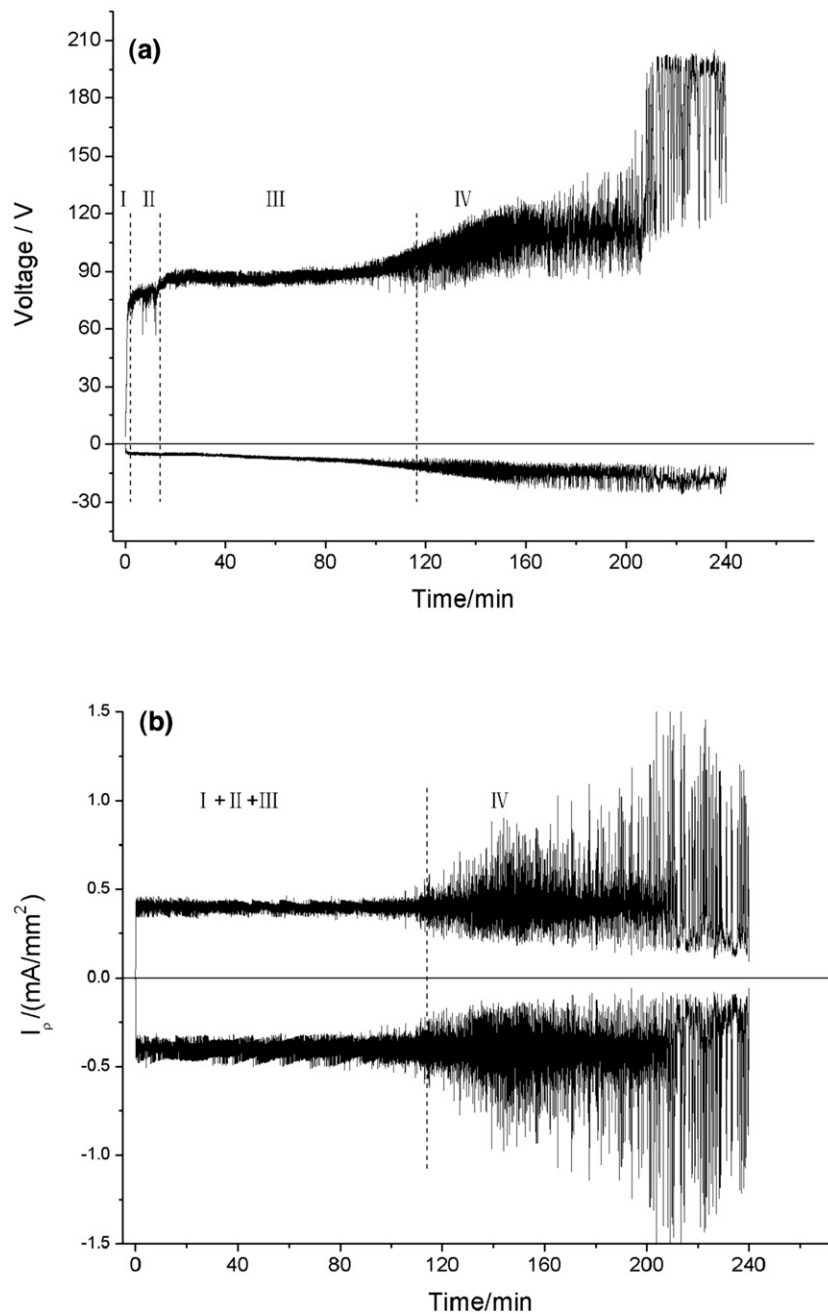 (a)
210
180
150
120
90
60
30
0
-30
Voltage / V
I II III IV
0 40 80 120 160 200 240
Time/min
(b)
1.5
1.0
0.5
0.0
-0.5
-1.0
-1.5
I_ρ/(mA/mm²)
I + II + III IV
0 40 80 120 160 200 240
Time/min